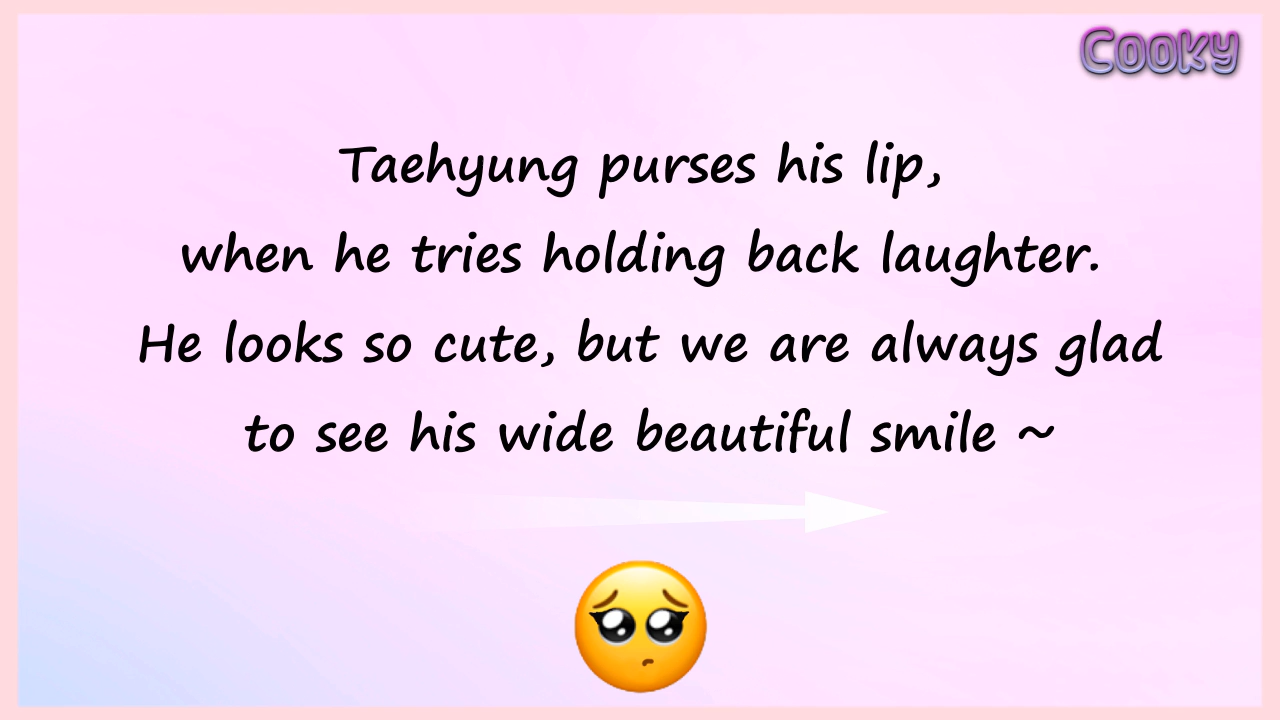 Cooky
Taehyung purses his lip,
when he tries holding back laughter.
He looks so cute, but we are always glad
to see his wide beautiful smile ~